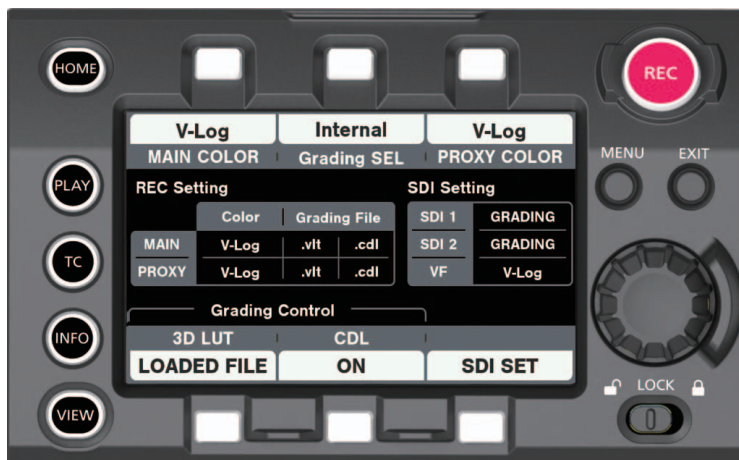 HOME
REC
V-Log Internal V-Log
MAIN COLOR Grading SEL PROXY COLOR
MENU EXIT
PLAY
REC Setting SDI Setting
Color Grading File SDI 1 GRADING
MAIN V-Log .vlt .cdl SDI 2 GRADING
TC
PROXY V-Log .vlt .cdl VF V-Log
Grading Control
INFO
3D LUT CDL
LOADED FILE ON SDI SET
LOCK
VIEW